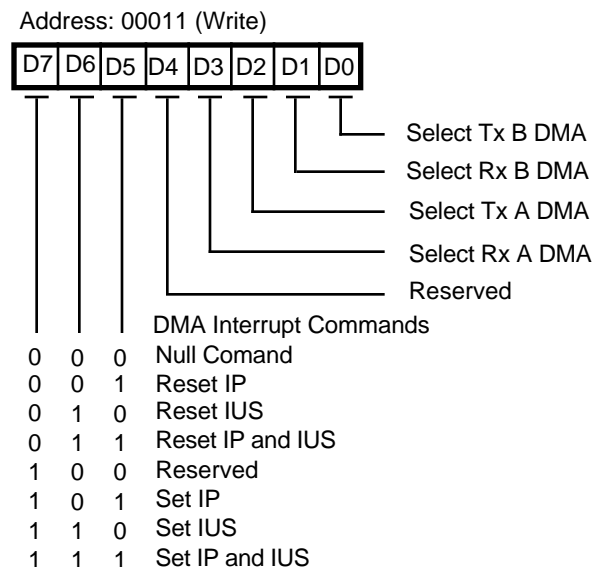 Address: 00011 (Write)
D7 D6 D5 D4 D3 D2 D1 D0
Select Tx B DMA
Select Rx B DMA
Select Tx A DMA
Select Rx A DMA
Reserved
DMA Interrupt Commands
0 0 0 Null Comand
0 0 1 Reset IP
0 1 0 Reset IUS
0 1 1 Reset IP and IUS
1 0 0 Reserved
1 0 1 Set IP
1 1 0 Set IUS
1 1 1 Set IP and IUS